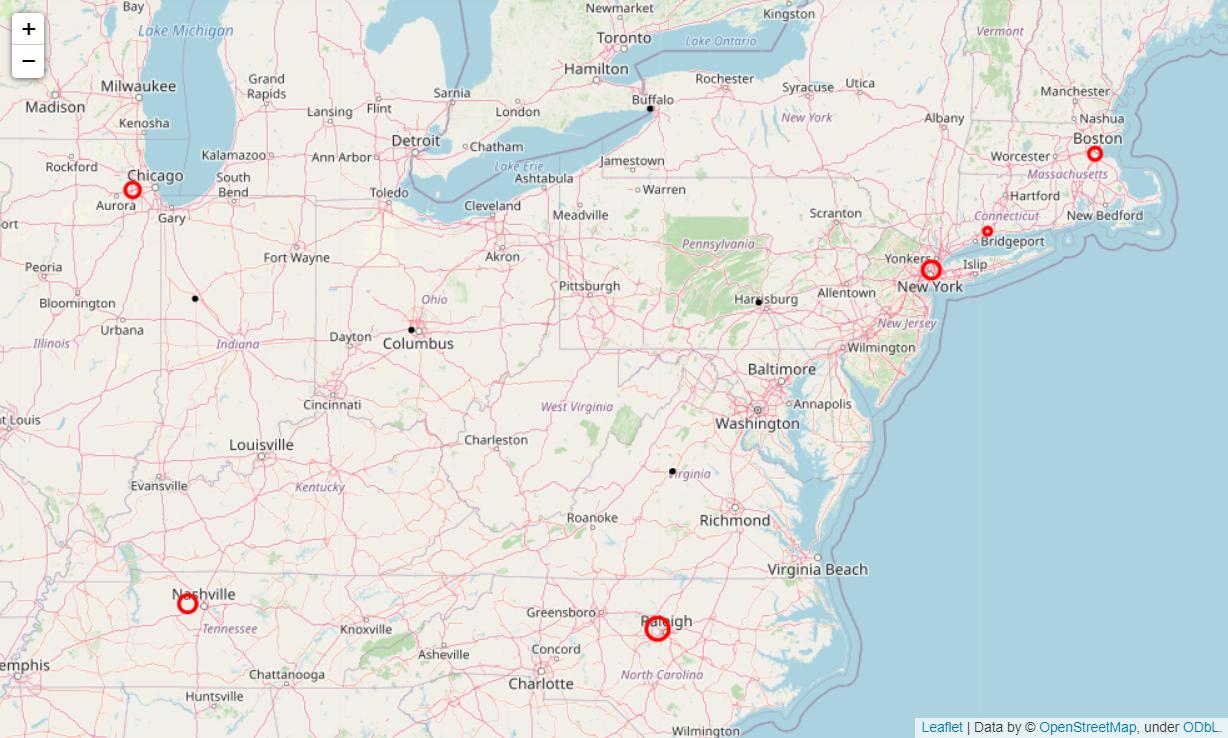 Bay
Newmarket
Kingston
+
Lake Michigan
Vermont
Toronto
Lake Ontario
−
Hamilton
Milwaukee
Grand
Rapids
Rochester
Utica
Syracuse
Sarnia
Manchester
Madison
Lansing
Flint
London
Buffalo
Kenosha
New York
Albany
Nashua
Detroit
Chatham
Boston
Kalamazoo
Ann Arbor
Lake Erie
Jamestown
Worcester
Rockford
Chicago
South
Bend
Ashtabula
Massachusetts
Toledo
Warren
Hartford
Aurora
Cleveland
Meadville
Scranton
Connecticut
New Bedford
Gary
ort
Pennsylvania
Bridgeport
Fort Wayne
Akron
Yonkers
Islip
Peoria
Pittsburgh
Allentown
New York
Bloomington
Ohio
Harrisburg
Urbana
New Jersey
Illinois
Indiana
Dayton
Columbus
Wilmington
Baltimore
Cincinnati
West Virginia
Annapolis
t Louis
Washington
Louisville
Charleston
Evansville
Kentucky
Virginia
Roanoke
Richmond
Virginia Beach
Nashville
Greensboro
Raleigh
Tennessee
Knoxville
Asheville
Concord
emphis
Chattanooga
Charlotte
North Carolina
Huntsville
Wilmington
Leaflet | Data by © OpenStreetMap, under ODbL.